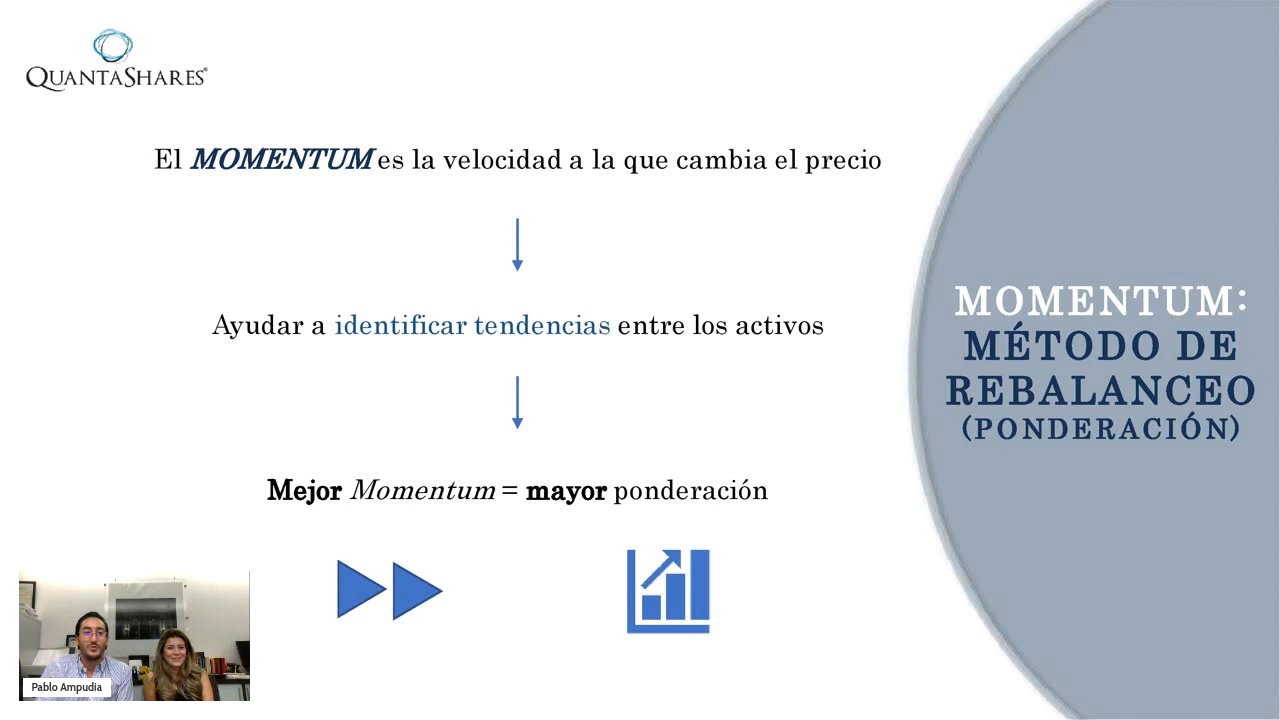 QUANTASHARES®
El MOMENTUM es la velocidad a la que cambia el precio
Ayudar a identificar tendencias entre los activos
Mejor Momentum = mayor ponderación
MOMENTUM:
MÉTODO DE
REBALANCEO
(PONDERACIÓN)
Pablo Ampudia